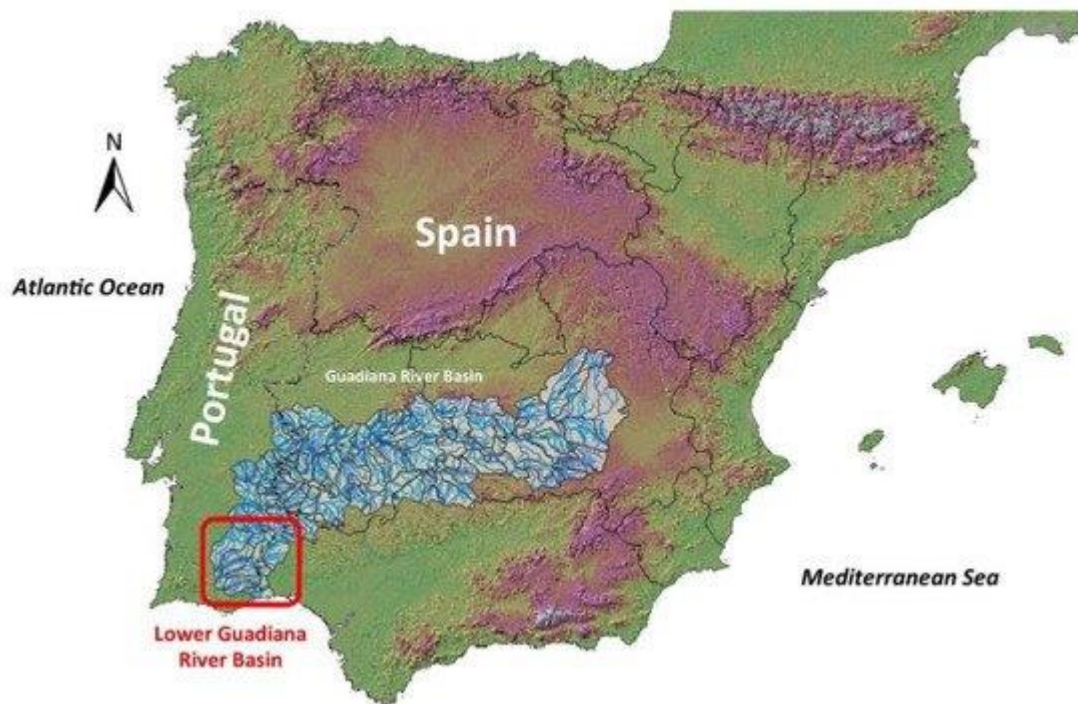 N
Spain
Atlantic Ocean
Portugal
Guadiana River Basin
Mediterranean Sea
Lower Guadiana
River Basin